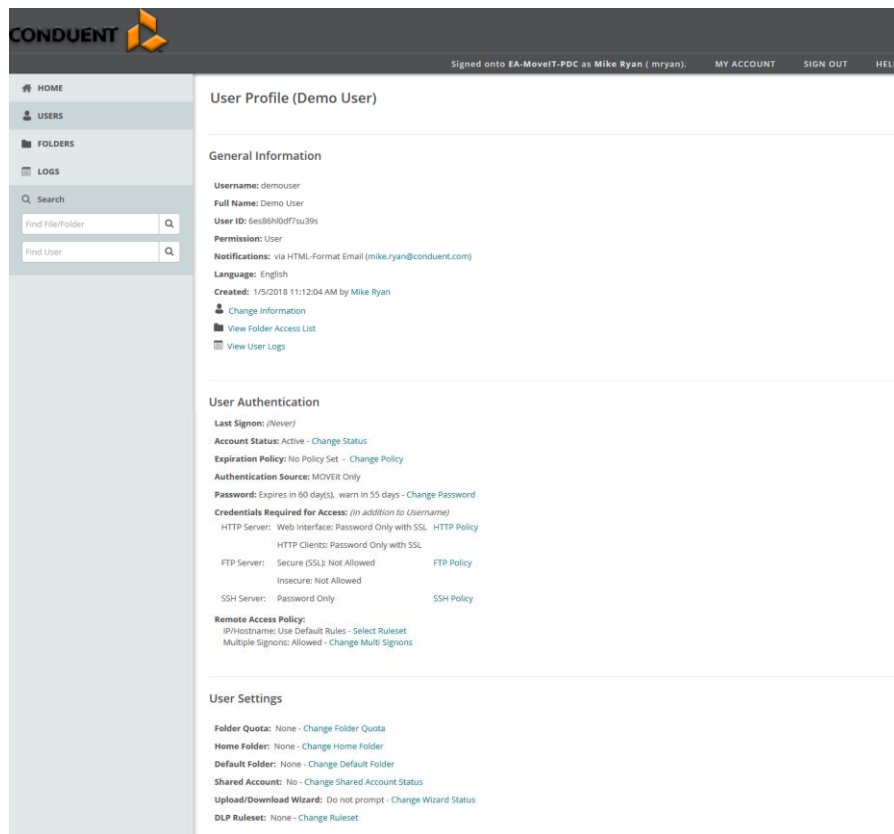 CONDUENT
Signed onto EA-MoveIT-PDC as Mike Ryan ( mryan). MY ACCOUNT SIGN OUT HEL
HOME
USERS
FOLDERS
LOGS
Search
Find File/Folder
Find User
User Profile (Demo User)
General Information
Username: demouser
Full Name: Demo User
User ID: 6es86hl0df7su39s
Permission: User
Notifications: via HTML-Format Email (mike.ryan@conduent.com)
Language: English
Created: 1/5/2018 11:12:04 AM by Mike Ryan
Change Information
View Folder Access List
View User Logs
User Authentication
Last Signon: (Never)
Account Status: Active - Change Status
Expiration Policy: No Policy Set - Change Policy
Authentication Source: MOVEit Only
Password: Expires in 60 day(s), warn in 55 days - Change Password
Credentials Required for Access: (in addition to Username)
HTTP Server: Web Interface: Password Only with SSL HTTP Policy
HTTP Clients: Password Only with SSL
FTP Server: Secure (SSL): Not Allowed FTP Policy
Insecure: Not Allowed
SSH Server: Password Only SSH Policy
Remote Access Policy:
IP/Hostname: Use Default Rules - Select Ruleset
Multiple Signons: Allowed - Change Multi Signons
User Settings
Folder Quota: None - Change Folder Quota
Home Folder: None - Change Home Folder
Default Folder: None - Change Default Folder
Shared Account: No - Change Shared Account Status
Upload/Download Wizard: Do not prompt - Change Wizard Status
DLP Ruleset: None - Change Ruleset